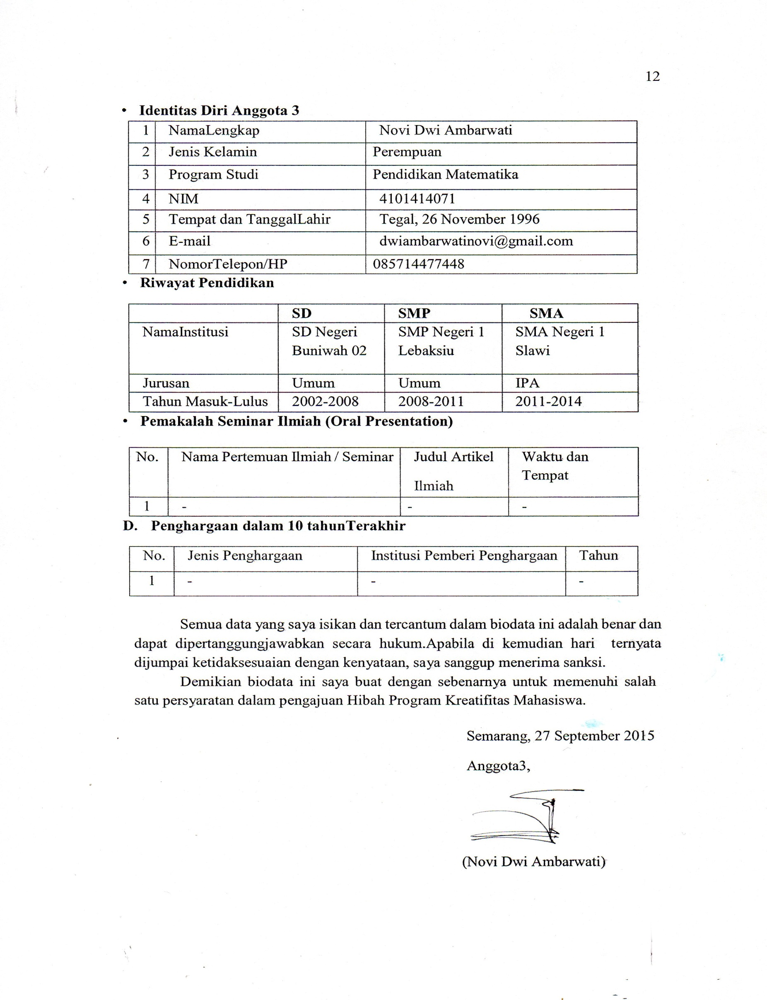 12
• Identitas Diri Anggota 3
1 NamaLengkap Novi Dwi Ambarwati
2 Jenis Kelamin Perempuan
3 Program Studi Pendidikan Matematika
4 NIM 4101414071
5 Tempat dan TanggalLahir Tegal, 26 November 1996
6 E-mail dwiambarwatinovi@gmail.com
7 NomorTelepon/HP 085714477448
• Riwayat Pendidikan
SD SMP SMA
NamaInstitusi SD Negeri SMP Negeri 1 SMA Negeri 1
Buniwah 02 Lebaksiu Slawi
Jurusan Umum Umum IPA
Tahun Masuk-Lulus 2002-2008 2008-2011 2011-2014
• Pemakalah Seminar Ilmiah (Oral Presentation)
No. Nama Pertemuan Ilmiah / Seminar Judul Artikel Waktu dan
Tempat
Ilmiah
1 - - -
D. Penghargaan dalam 10 tahunTerakhir
No. Jenis Penghargaan Institusi Pemberi Penghargaan Tahun
1 - - -
Semua data yang saya isikan dan tercantum dalam biodata ini adalah benar dan
dapat dipertanggungjawabkan secara hukum.Apabila di kemudian hari ternyata
dijumpai ketidaksesuaian dengan kenyataan, saya sanggup menerima sanksi.
Demikian biodata ini saya buat dengan sebenarnya untuk memenuhi salah
satu persyaratan dalam pengajuan Hibah Program Kreatifitas Mahasiswa.
Semarang, 27 September 2015
Anggota3,
(Novi Dwi Ambarwati)